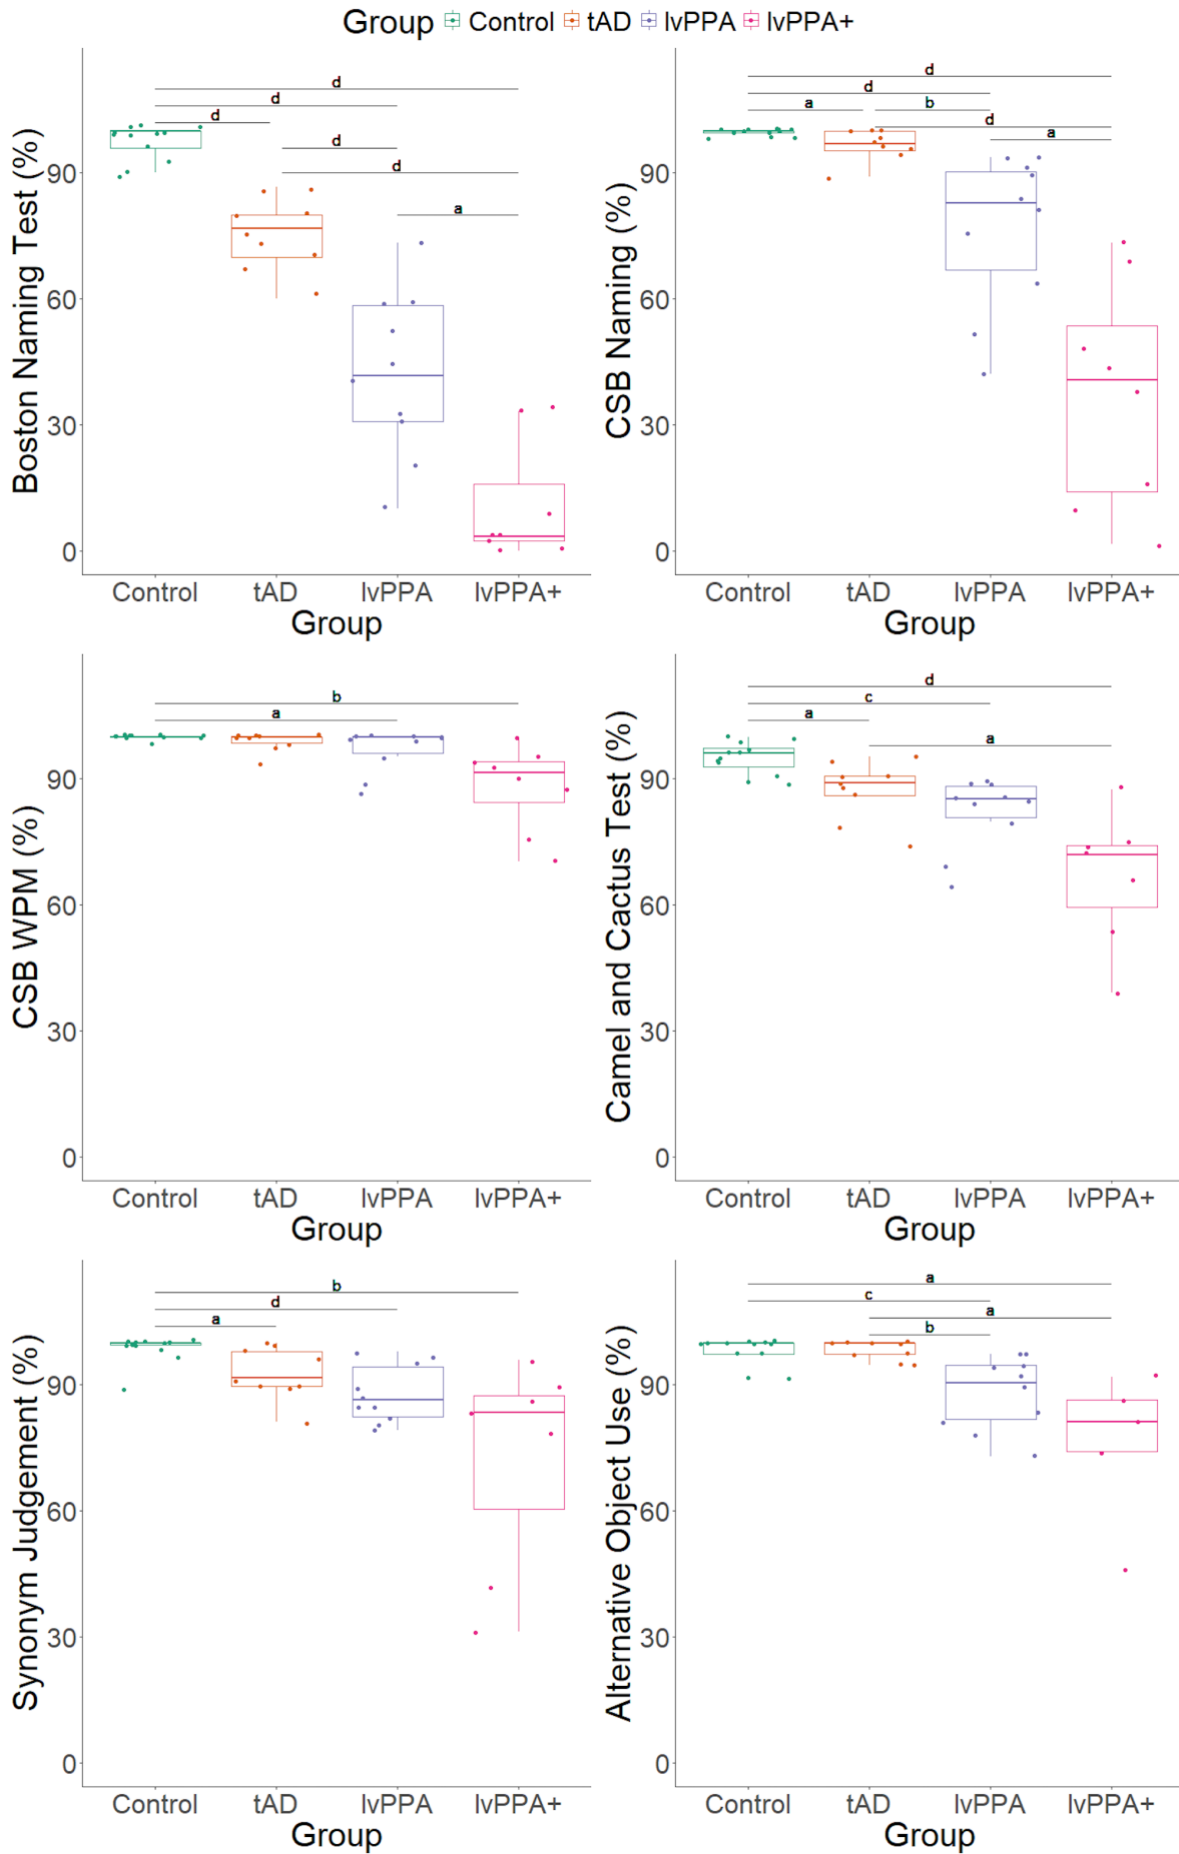 Group Control tAD lvPPA lvPPA+
Boston Naming Test (%)
90
60
30
0
d
d
d
d
d
a
Control tAD lvPPA lvPPA+
Group
CSB Naming (%)
90
60
30
0
d
d
a b
d
a
Control tAD lvPPA lvPPA+
Group
CSB WPM (%)
90
60
30
0
b
a
Control tAD lvPPA lvPPA+
Group
Camel and Cactus Test (%)
90
60
30
0
d
c
a
a
Control tAD lvPPA lvPPA+
Group
Synonym Judgement (%)
90
60
30
0
b
d
a
Control tAD lvPPA lvPPA+
Group
Alternative Object Use (%)
90
60
30
0
a
c
a
b
Control tAD lvPPA lvPPA+
Group